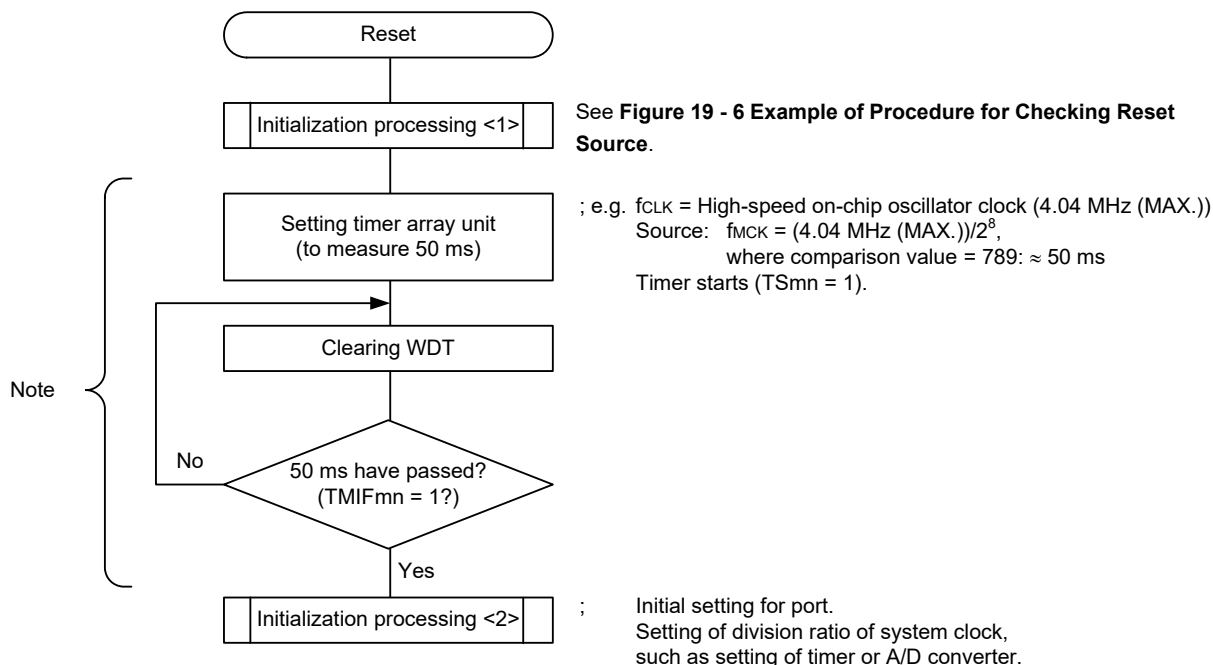 Reset
Initialization processing <1>
See Figure 19 - 6 Example of Procedure for Checking Reset
Source.
Setting timer array unit
(to measure 50 ms)
; e.g. fCLK = High-speed on-chip oscillator clock (4.04 MHz (MAX.))
Source: fMCK = (4.04 MHz (MAX.))/2⁸,
where comparison value = 789: ≈ 50 ms
Timer starts (TSmn = 1).
Clearing WDT
Note
No
50 ms have passed?
(TMIFmn = 1?)
Yes
Initialization processing <2>
; Initial setting for port.
Setting of division ratio of system clock,
such as setting of timer or A/D converter.